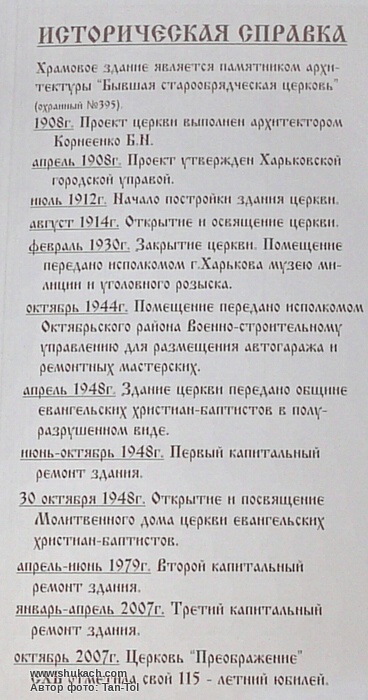 ИСТОРИЧЕСКАЯ СПРАВКА
Храмовое здание является памятником архи-
тектуры "Бывшая старообрядческая церковь"
(охранный №395).
1908г. Проект церкви выполнен архитектором
Корнеенко Б.Н.
апрель 1908г. Проект утвержден Харьковской
городской управой.
июль 1912г. Начало постройки здания церкви.
август 1914г. Открытие и освящение церкви.
февраль 1930г. Закрытие церкви. Помещение
передано исполкомом г.Харькова музею ми-
лиции и уголовного розыска.
октябрь 1944г. Помещение передано исполкомом
Октябрьского района Военно-строительному
управлению для размещения автогаража и
ремонтных мастерских.
апрель 1948г. Здание церкви передано общине
евангельских христиан-баптистов в полу-
разрушенном виде.
июнь-октябрь 1948г. Первый капитальный
ремонт здания.
30 октября 1948г. Открытие и посвящение
Молитвенного дома церкви евангельских
христиан-баптистов.
апрель-июнь 1979г. Второй капитальный
ремонт здания.
январь-апрель 2007г. Третий капитальный
ремонт здания.
октябрь 2007г. Церковь "Преображение"
ЕХБ отметила свой 115 - летний юбилей.
www.shukach.com
Автор фото: Tan-Tol